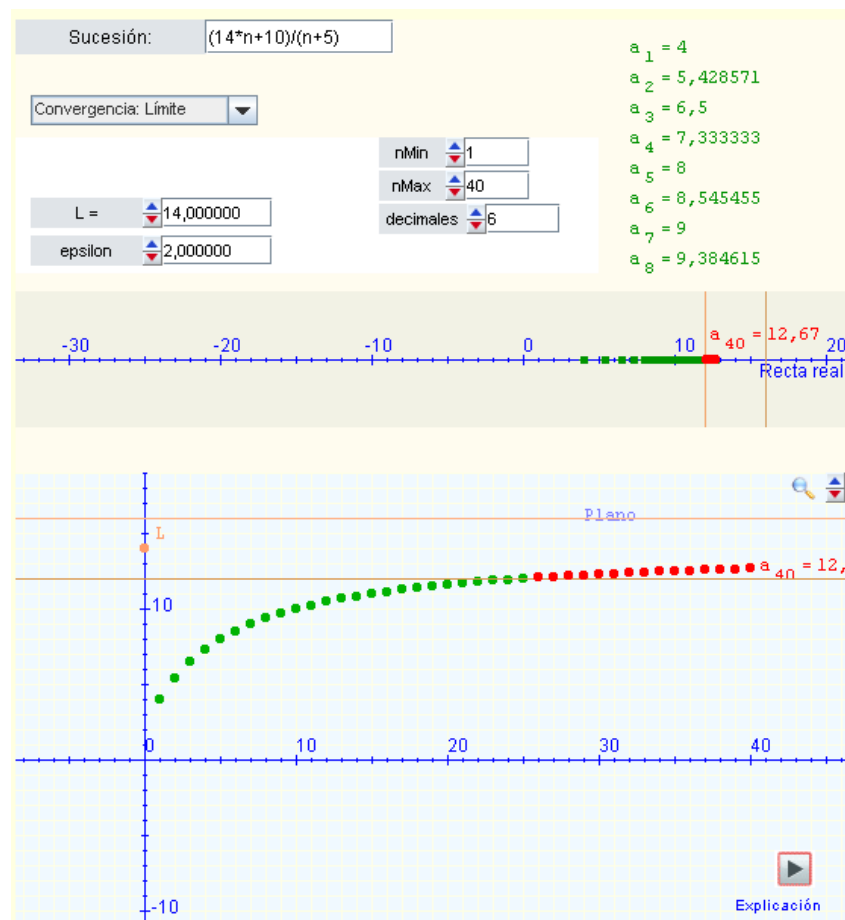 Sucesión: (14*n+10)/(n+5)
a 1 = 4
a 2 = 5,428571
a 3 = 6,5
a 4 = 7,333333
a 5 = 8
a 6 = 8,545455
a 7 = 9
a 8 = 9,384615
Convergencia: Límite
nMin 1
nMax 40
decimales 6
L = 14,000000
epsilon 2,000000
a 40 = 12,67
-30 -20 -10 0 10 20
Recta real
Plano
L
a 40 = 12,
10
0 10 20 30 40
-10
Explicación